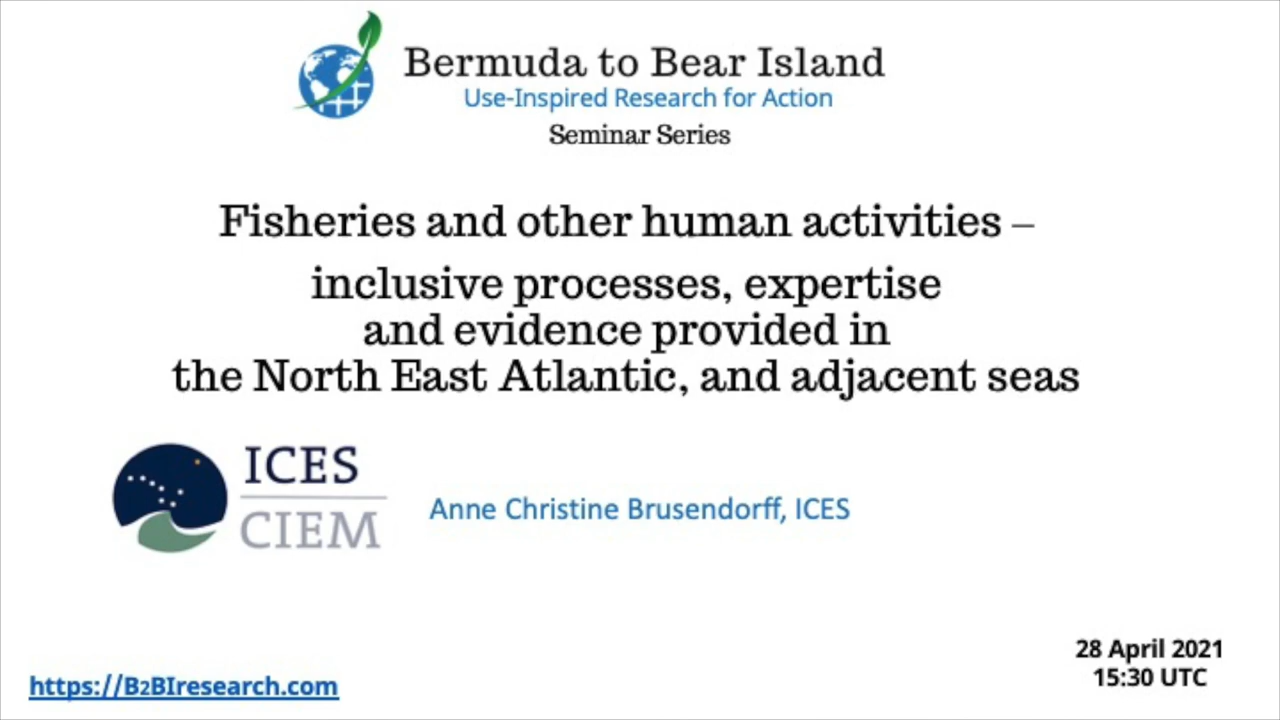 Bermuda to Bear Island
Use-Inspired Research for Action
Seminar Series
Fisheries and other human activities –
inclusive processes, expertise
and evidence provided in
the North East Atlantic, and adjacent seas
ICES
CIEM
Anne Christine Brusendorff, ICES
28 April 2021
15:30 UTC
https://B2BIresearch.com